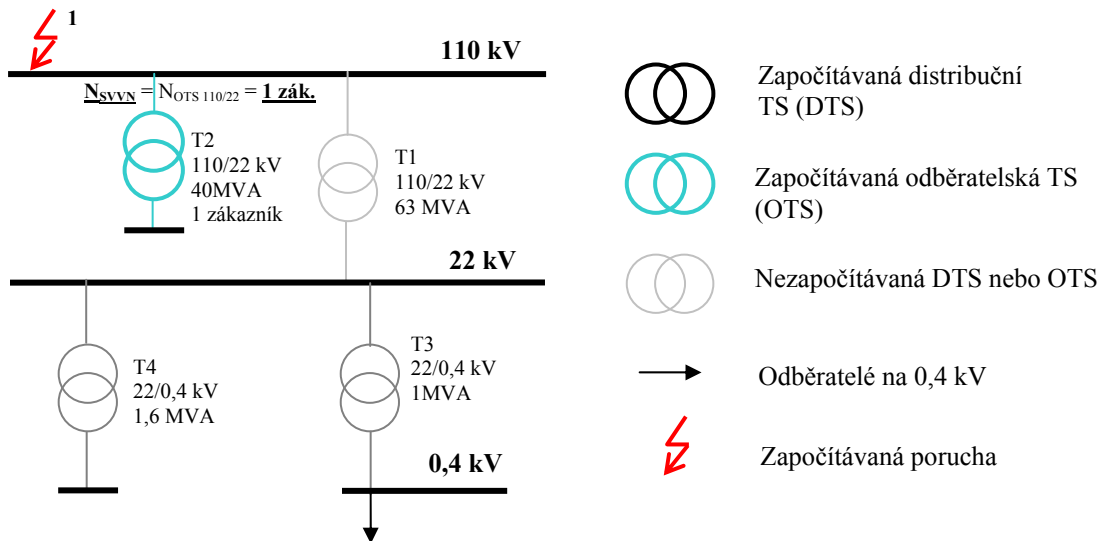 1
110 kV
N_SVVN = N_OTS 110/22 = 1 zák.
T2
110/22 kV
40MVA
1 zákazník
T1
110/22 kV
63 MVA
22 kV
T4
22/0,4 kV
1,6 MVA
T3
22/0,4 kV
1MVA
0,4 kV
Započítávaná distribuční
TS (DTS)
Započítávaná odběratelská TS
(OTS)
Nezapočítávaná DTS nebo OTS
Odběratelé na 0,4 kV
Započítávaná porucha